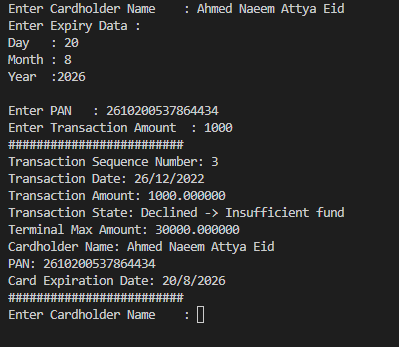 Enter Cardholder Name    : Ahmed Naeem Attya Eid
Enter Expiry Data :
Day   : 20
Month : 8
Year  :2026
Enter PAN   : 2610200537864434
Enter Transaction Amount  : 1000
#########################
Transaction Sequence Number: 3
Transaction Date: 26/12/2022
Transaction Amount: 1000.000000
Transaction State: Declined -> Insufficient fund
Terminal Max Amount: 30000.000000
Cardholder Name: Ahmed Naeem Attya Eid
PAN: 2610200537864434
Card Expiration Date: 20/8/2026
#########################
Enter Cardholder Name    :